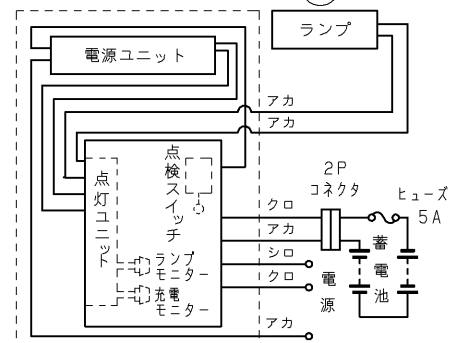 ランプ
電源ユニット
アカ
アカ
点検スイッチ
点灯ユニット
2P
コネクタ
ヒューズ
5A
クロ
アカ
シロ
クロ
アカ
電源
蓄電池
ランプ
モニター
充電
モニター